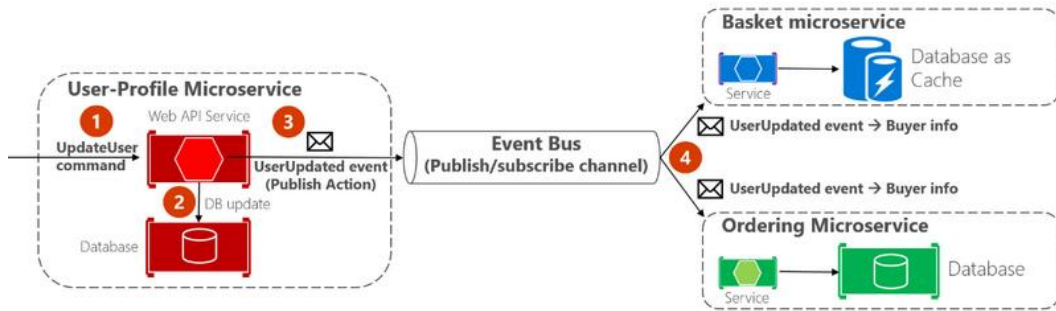 User-Profile Microservice
1
Web API Service
3
UpdateUser
command
UserUpdated event
(Publish Action)
2
DB update
Database
Event Bus
(Publish/subscribe channel)
4
Basket microservice
Service
Database as
Cache
UserUpdated event → Buyer info
UserUpdated event → Buyer info
Ordering Microservice
Service
Database